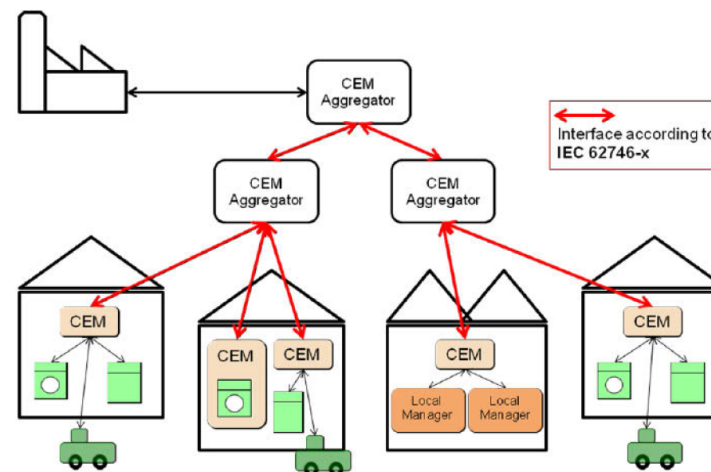 CEM
Aggregator
Interface according to
IEC 62746-x
CEM
Aggregator
CEM
Aggregator
CEM
CEM
CEM
CEM
Local
Manager
Local
Manager
CEM